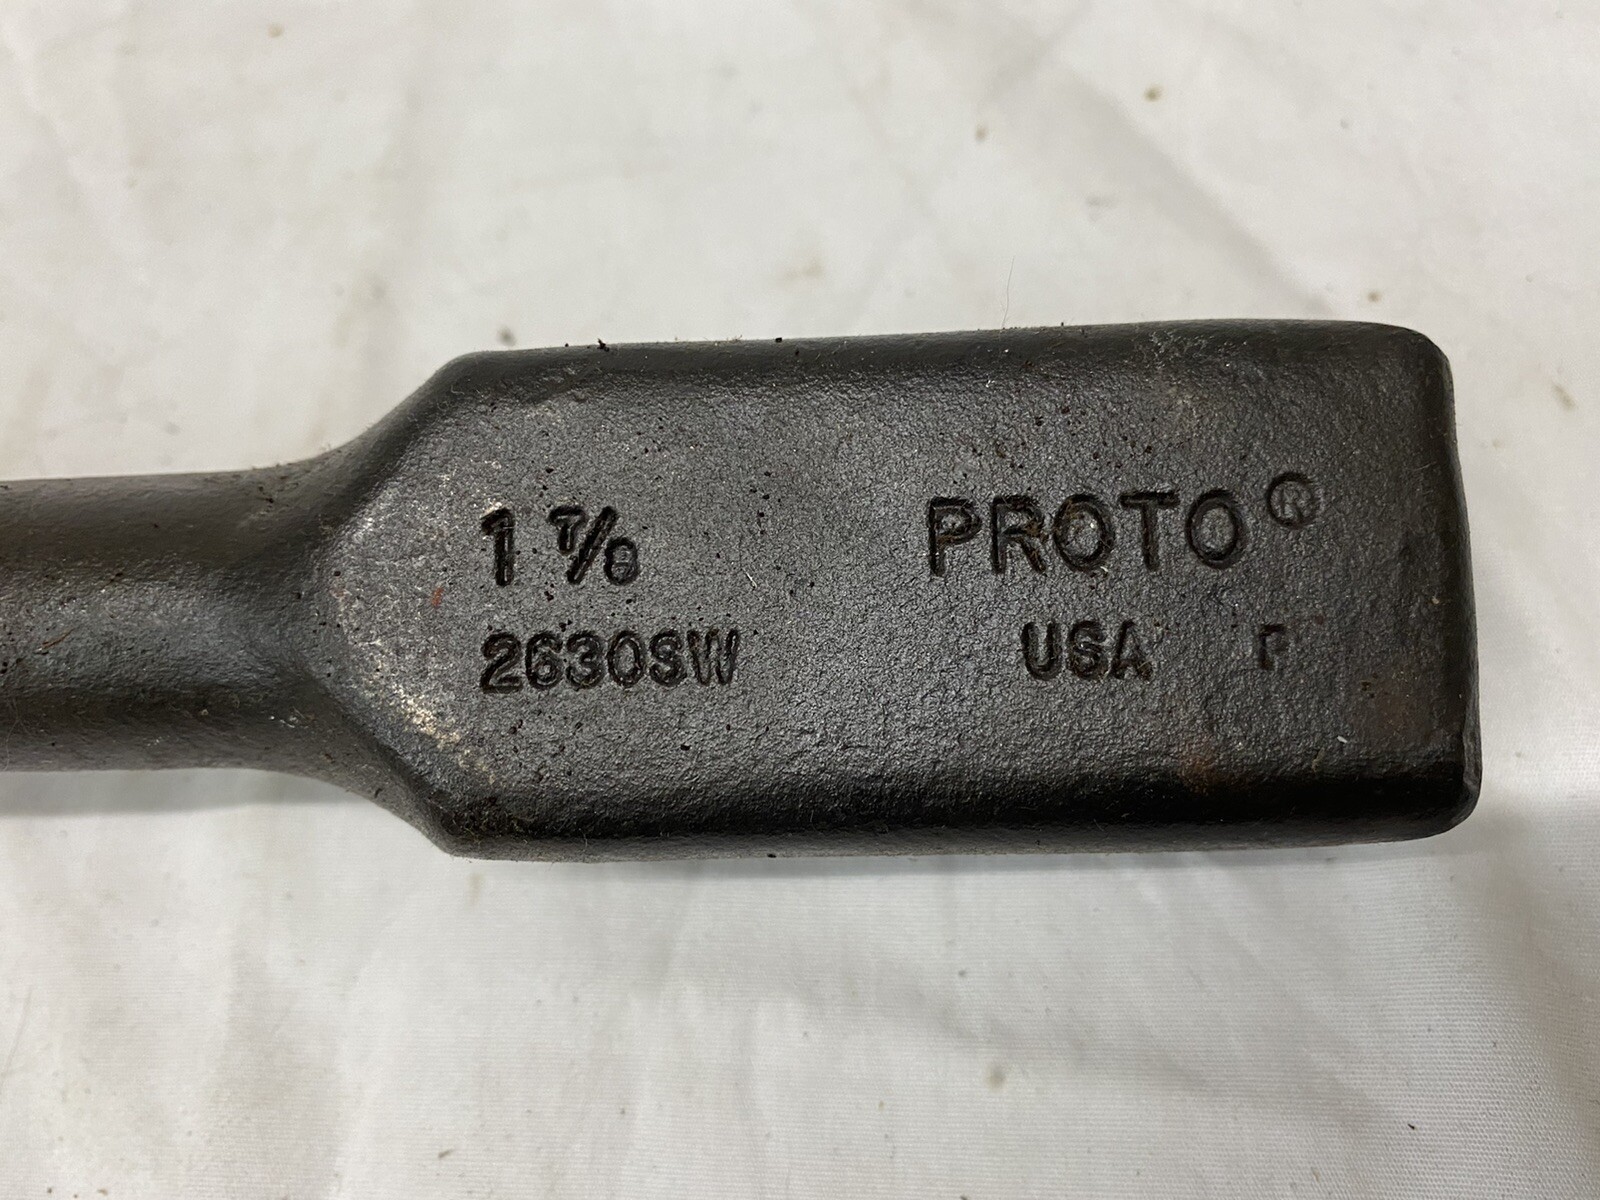 1 7/8 PROTO®
2630SW USA P